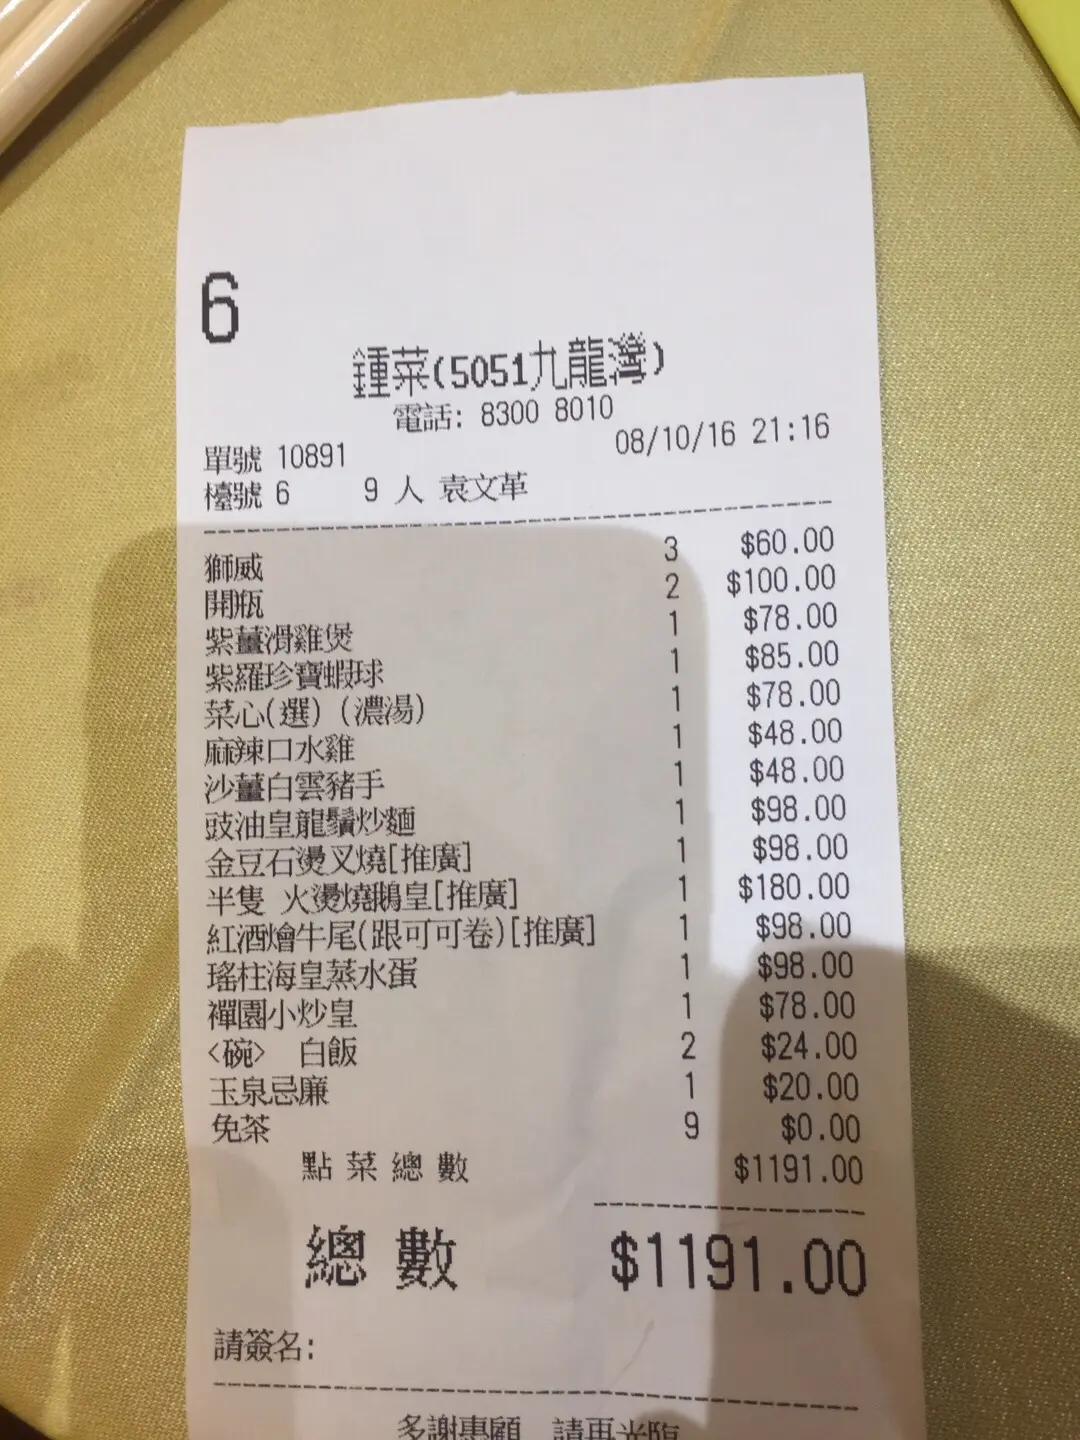 6
鍾菜(5051九龍灣)
電話: 8300 8010
單號 10891 08/10/16 21:16
檯號 6 9 人 袁文革
獅威 3 $60.00
開瓶 2 $100.00
紫薑滑雞煲 1 $78.00
紫羅珍寶蝦球 1 $85.00
菜心(選)(濃湯) 1 $78.00
麻辣口水雞 1 $48.00
沙薑白雲豬手 1 $48.00
豉油皇龍鬚炒麵 1 $98.00
金豆石燙叉燒[推廣] 1 $98.00
半隻 火燙燒鵝皇[推廣] 1 $180.00
紅酒燴牛尾(跟可可卷)[推廣] 1 $98.00
瑤柱海皇蒸水蛋 1 $98.00
禪園小炒皇 1 $78.00
<碗> 白飯 2 $24.00
玉泉忌廉 1 $20.00
免茶 9 $0.00
點菜總數 $1191.00
總數 $1191.00
請簽名:
多謝惠顧 請再光臨